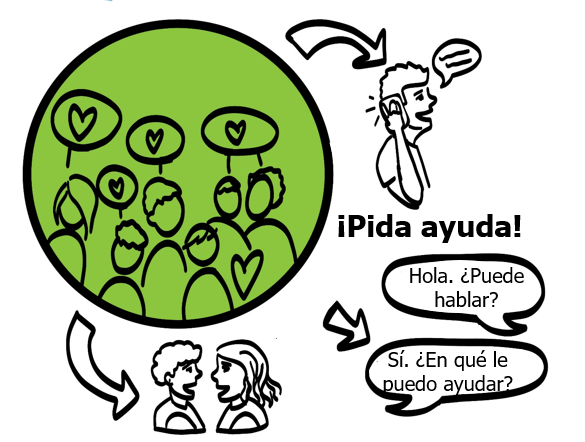 ¡Pida ayuda!
Hola. ¿Puede
hablar?
Sí. ¿En qué le
puedo ayudar?